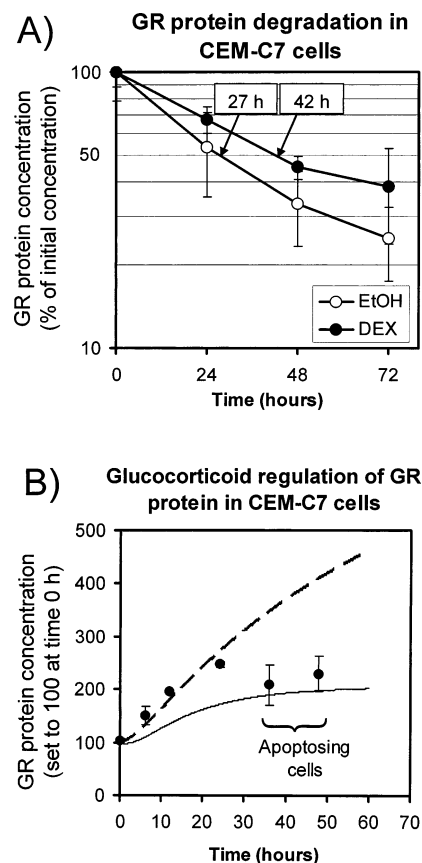 A)
GR protein degradation in
CEM-C7 cells
GR protein concentration
(% of initial concentration)
100
50
10
27 h
42 h
EtOH
DEX
0
24
48
72
Time (hours)
B)
Glucocorticoid regulation of GR
protein in CEM-C7 cells
GR protein concentration
(set to 100 at time 0 h)
500
400
300
200
100
0
Apoptosing
cells
0 10 20 30 40 50 60 70
Time (hours)